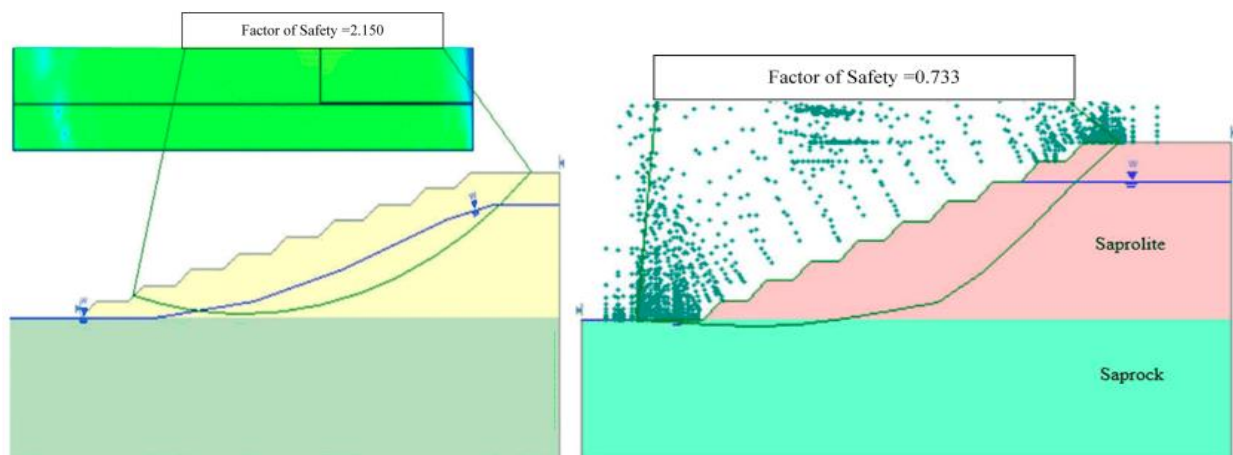 Factor of Safety =2.150
Factor of Safety =0.733
W
W
W
Saprolite
Saprock